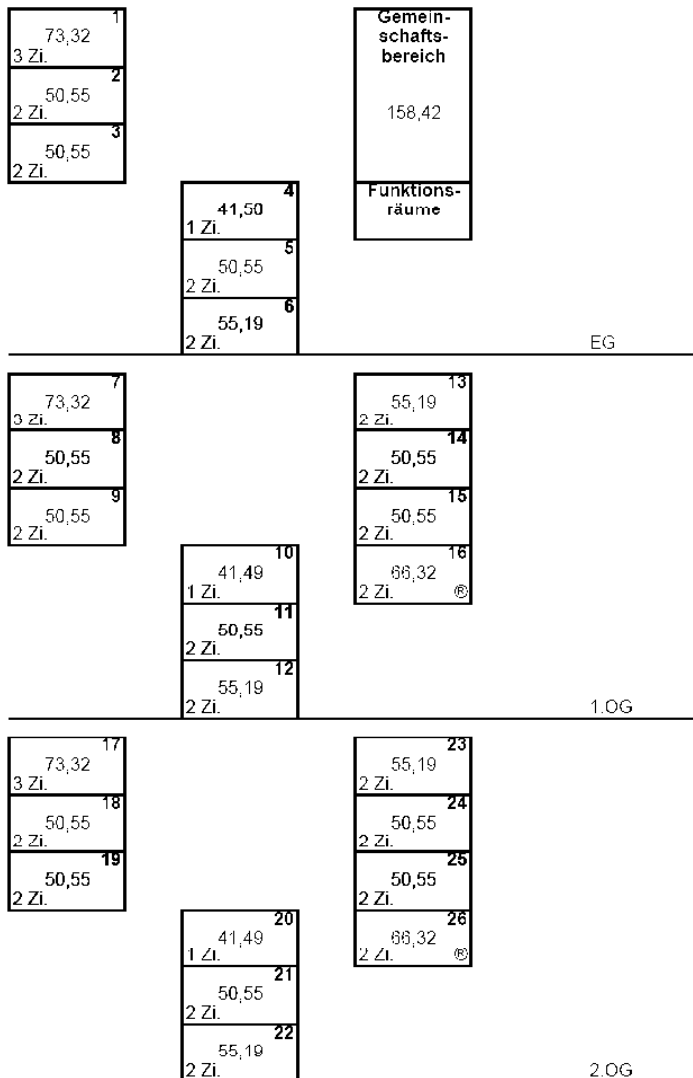 1
73,32
3 Zi.
2
50,55
2 Zi.
3
50,55
2 Zi.
Gemein-
schafts-
bereich
158,42
Funktions-
räume
4
41,50
1 Zi.
5
50,55
2 Zi.
6
55,19
2 Zi.
EG
7
73,32
3 Zi.
8
50,55
2 Zi.
9
50,55
2 Zi.
10
41,49
1 Zi.
11
50,55
2 Zi.
12
55,19
2 Zi.
13
55,19
2 Zi.
14
50,55
2 Zi.
15
50,55
2 Zi.
16
66,32
2 Zi. ®
1.OG
17
73,32
3 Zi.
18
50,55
2 Zi.
19
50,55
2 Zi.
20
41,49
1 Zi.
21
50,55
2 Zi.
22
55,19
2 Zi.
23
55,19
2 Zi.
24
50,55
2 Zi.
25
50,55
2 Zi.
26
66,32
2 Zi. ®
2.OG